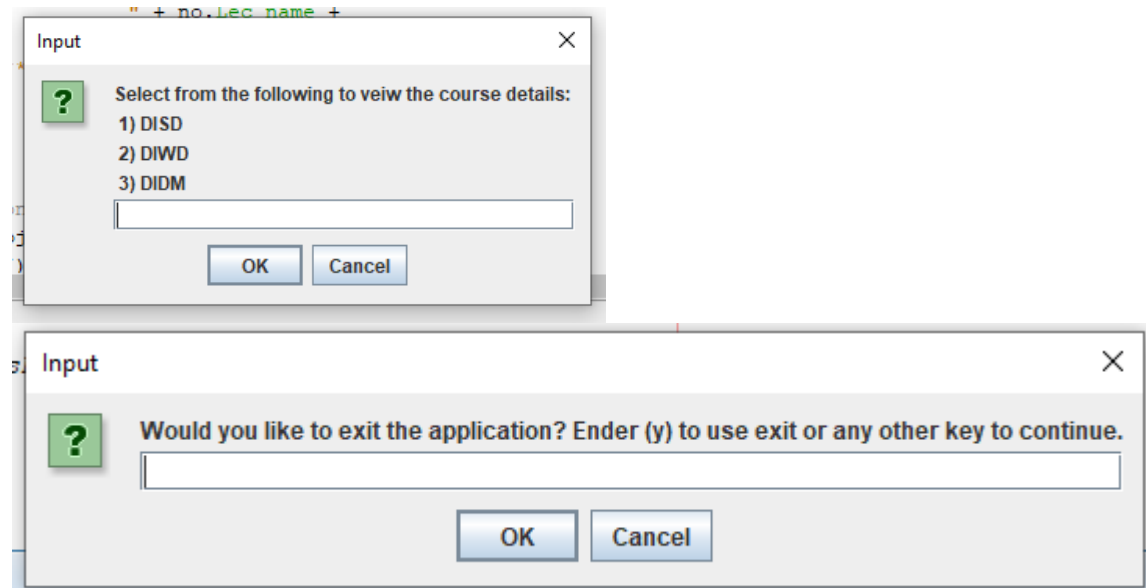 " + no.Lec_name +
Input
Select from the following to veiw the course details:
1) DISD
2) DIWD
3) DIDM
OK Cancel
Input
Would you like to exit the application? Ender (y) to use exit or any other key to continue.
OK Cancel